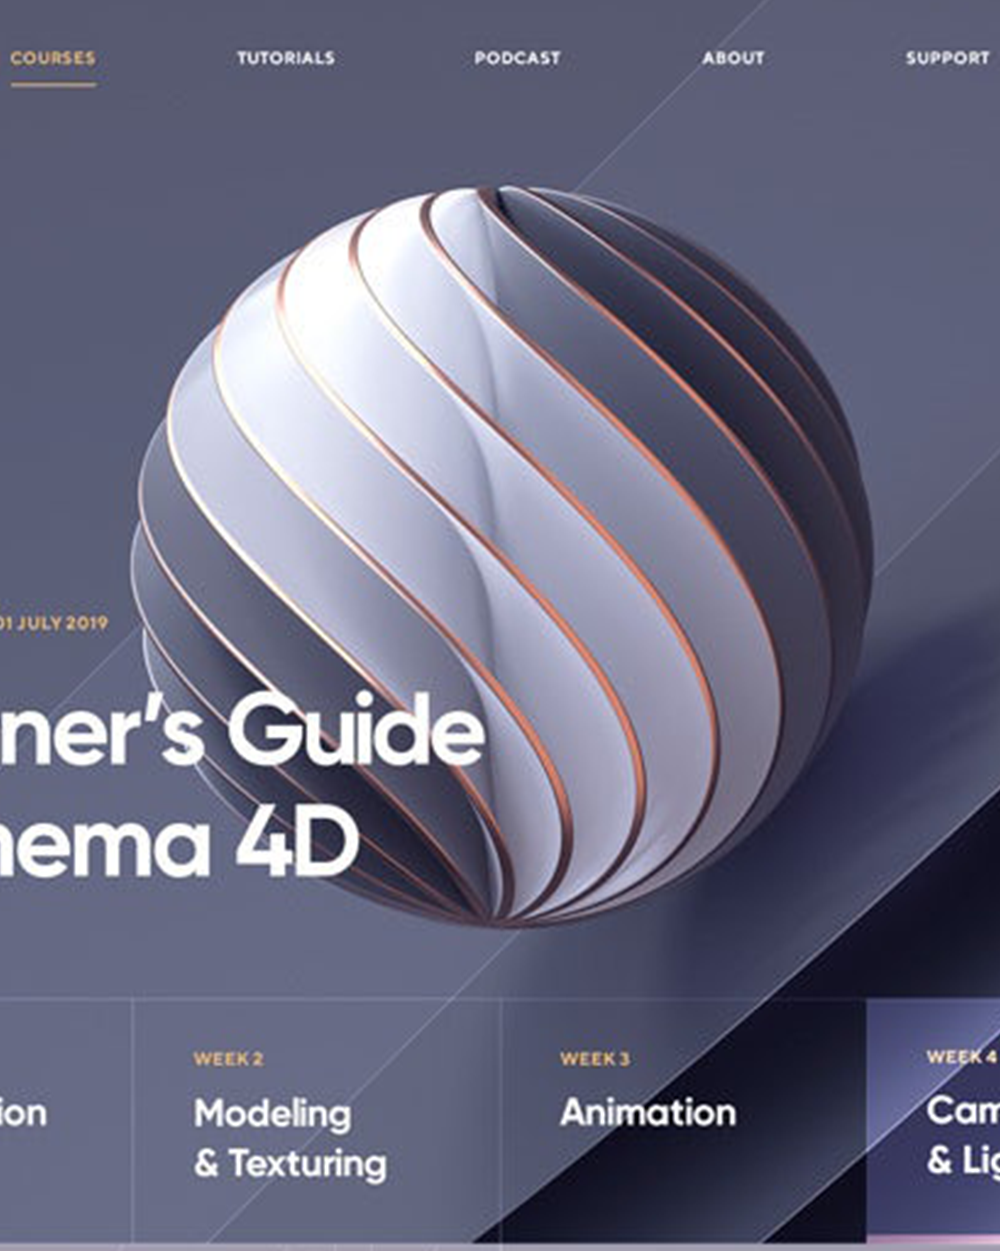 COURSES TUTORIALS PODCAST ABOUT SUPPORT
01 JULY 2019
ner's Guide
nema 4D
WEEK 2 WEEK 3 WEEK 4
ion Modeling Animation Cam
& Texturing & Lig